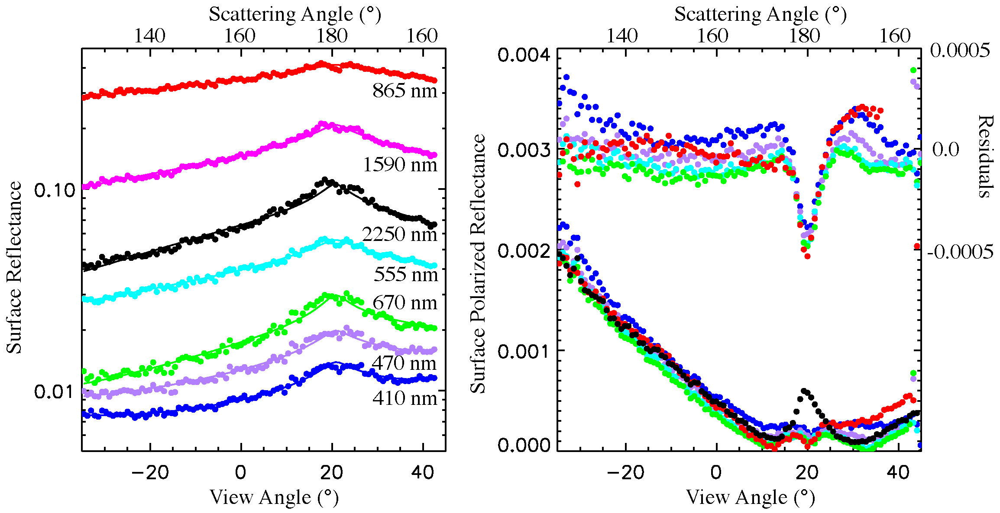 Scattering Angle (°)
140 160 180 160
Surface Reflectance
0.10
0.01
865 nm
1590 nm
2250 nm
555 nm
670 nm
470 nm
410 nm
−20 0 20 40
View Angle (°)
Scattering Angle (°)
140 160 180 160
Surface Polarized Reflectance
0.004
0.003
0.002
0.001
0.000
0.0005
0.0
-0.0005
Residuals
−20 0 20 40
View Angle (°)